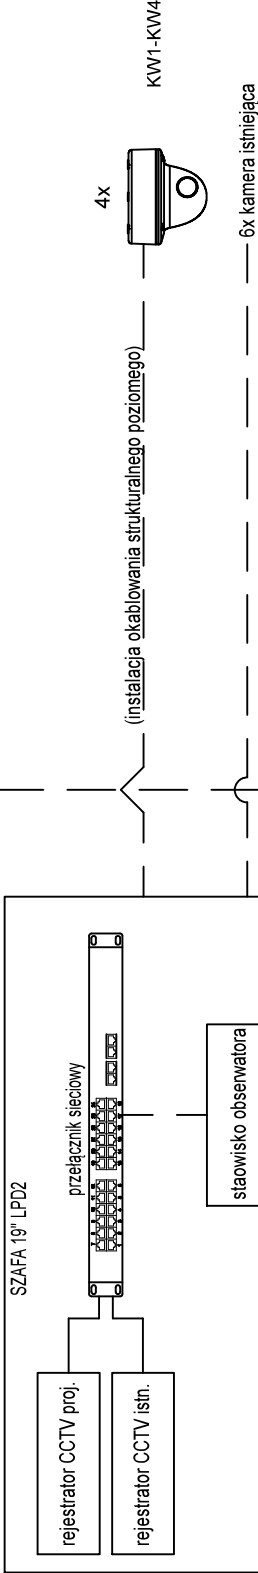 SZAFA 19" LPD2
przełącznik sieciowy
rejestrator CCTV proj.
rejestrator CCTV istn.
staowisko obserwatora
(instalacja okablowania strukturalnego poziomego)
4x
KW1-KW4
6x kamera istniejąca